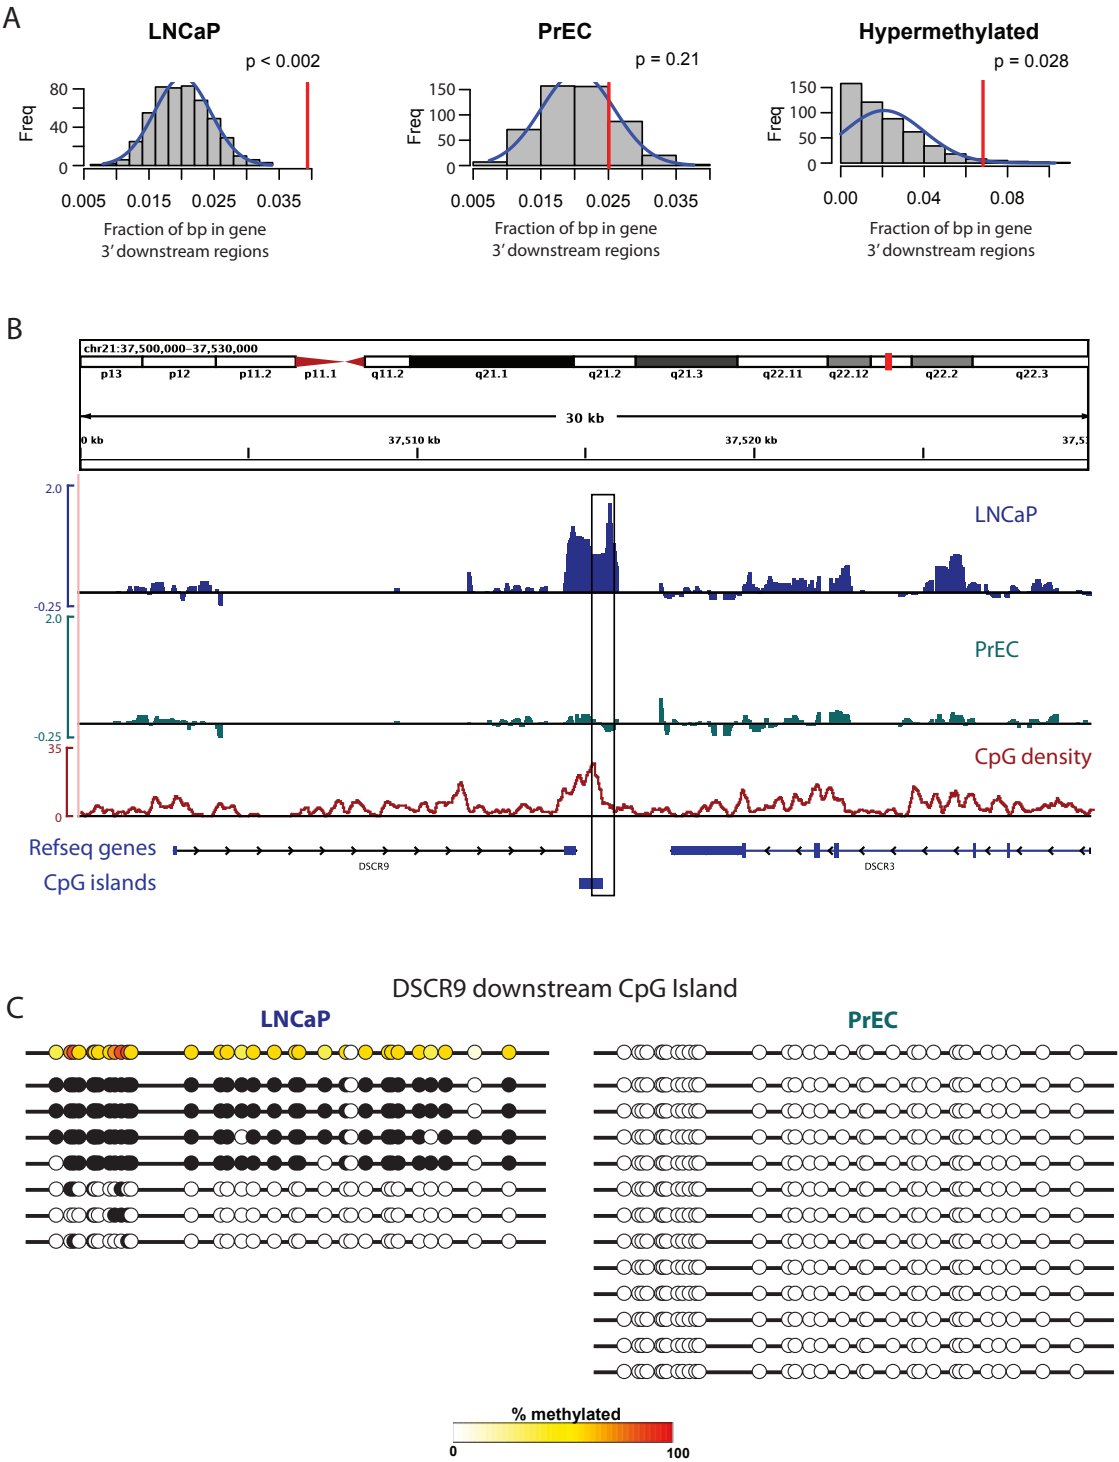 A
LNCaP
p < 0.002
Freq
80
40
0
0.005 0.015 0.025 0.035
Fraction of bp in gene
3’ downstream regions
PrEC
p = 0.21
Freq
150
50
0
0.005 0.015 0.025 0.035
Fraction of bp in gene
3’ downstream regions
Hypermethylated
p = 0.028
Freq
150
100
50
0
0.00 0.04 0.08
Fraction of bp in gene
3’ downstream regions
B
chr21:37,500,000–37,530,000
p13 p12 p11.2 p11.1 q11.2 q21.1 q21.2 q21.3 q22.11 q22.12 q22.2 q22.3
30 kb
0 kb 37,510 kb 37,520 kb 37,53
2.0
LNCaP
-0.25
2.0
PrEC
-0.25
35
CpG density
0
Refseq genes
DSCR9 DSCR3
CpG islands
C
DSCR9 downstream CpG Island
LNCaP PrEC
% methylated
0 100